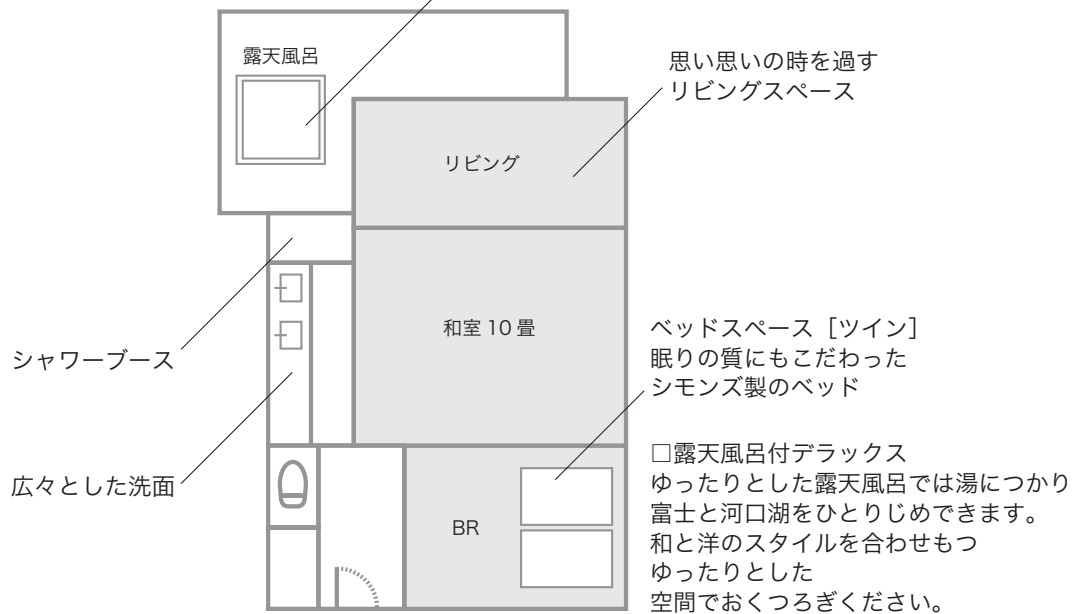 露天風呂
思い思いの時を過す
リビングスペース
リビング
和室 10 畳
シャワーブース
ベッドスペース［ツイン］
眠りの質にもこだわった
シモンズ製のベッド
広々とした洗面
BR
□露天風呂付デラックス
ゆったりとした露天風呂では湯につかり
富士と河口湖をひとりじめできます。
和と洋のスタイルを合わせもつ
ゆったりとした
空間でおくつろぎください。